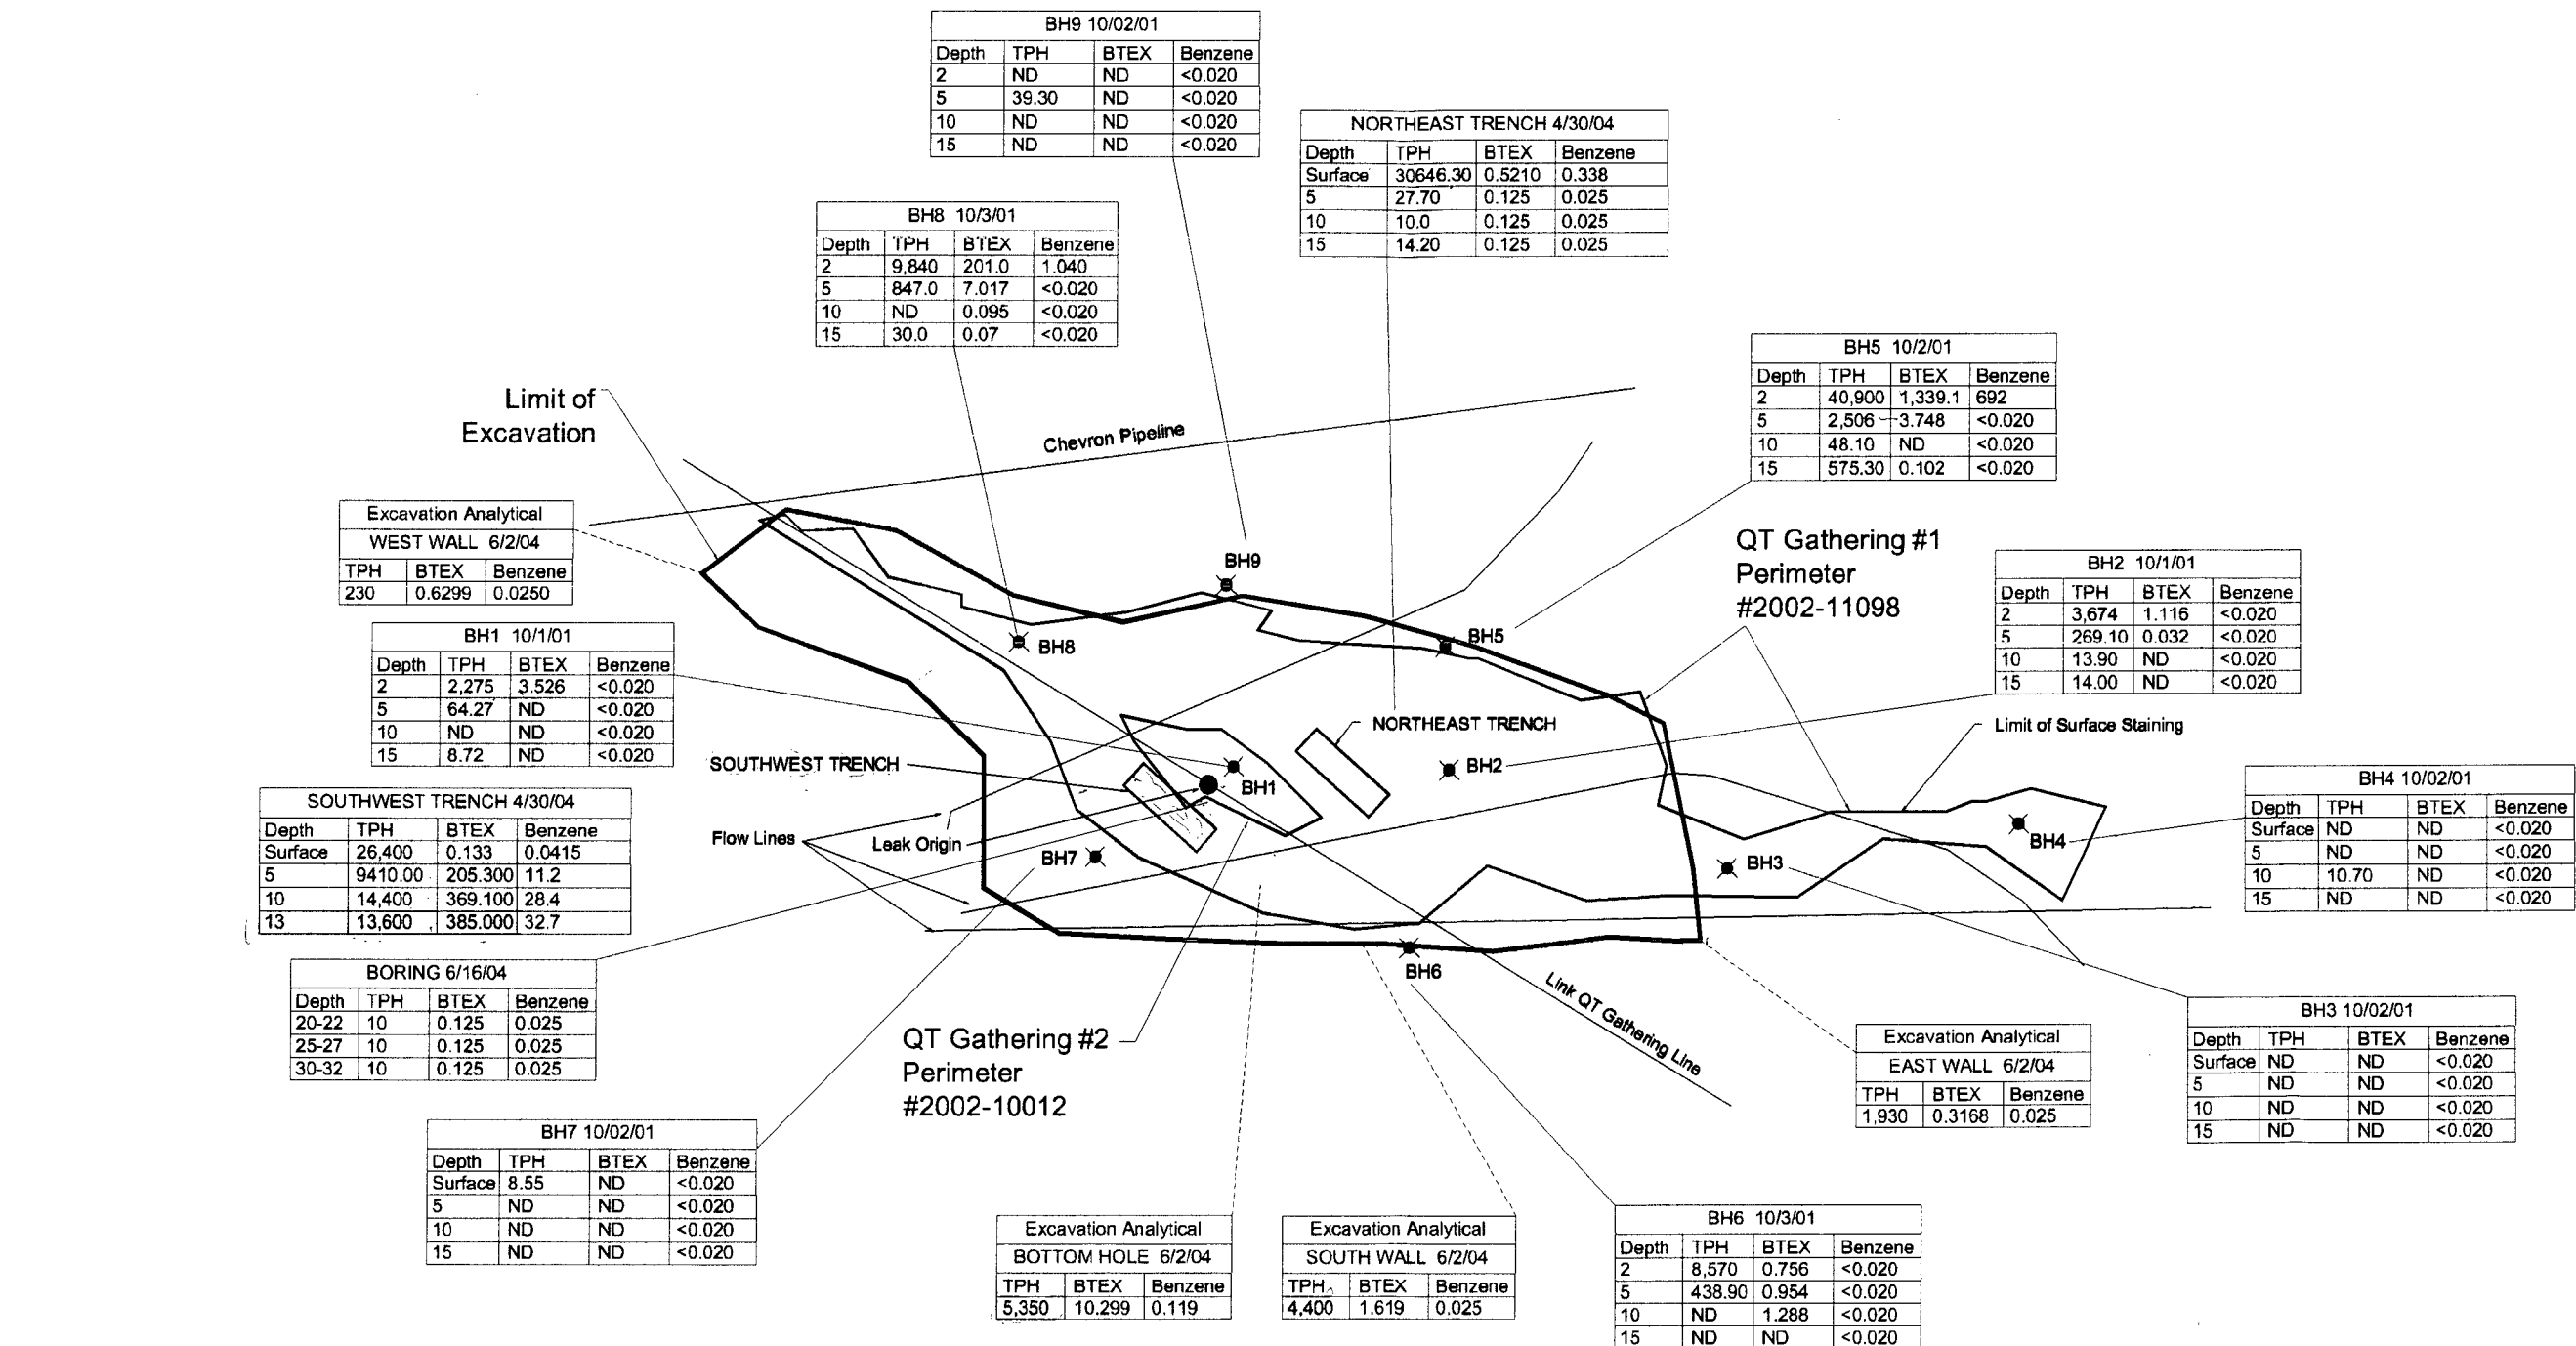 BH9 10/02/01
Depth TPH BTEX Benzene
2 ND ND <0.020
5 39.30 ND <0.020
10 ND ND <0.020
15 ND ND <0.020
NORTHEAST TRENCH 4/30/04
Depth TPH BTEX Benzene
Surface 30646.30 0.5210 0.338
5 27.70 0.125 0.025
10 10.0 0.125 0.025
15 14.20 0.125 0.025
BH8 10/3/01
Depth TPH BTEX Benzene
2 9,840 201.0 1.040
5 847.0 7.017 <0.020
10 ND 0.095 <0.020
15 30.0 0.07 <0.020
BH5 10/2/01
Depth TPH BTEX Benzene
2 40,900 1,339.1 692
5 2,506 3.748 <0.020
10 48.10 ND <0.020
15 575.30 0.102 <0.020
Limit of
Excavation
Chevron Pipeline
Excavation Analytical
WEST WALL 6/2/04
TPH BTEX Benzene
230 0.6299 0.0250
QT Gathering #1
Perimeter
#2002-11098
BH2 10/1/01
Depth TPH BTEX Benzene
2 3,674 1.116 <0.020
5 269.10 0.032 <0.020
10 13.90 ND <0.020
15 14.00 ND <0.020
BH9
BH8
BH5
BH1 10/1/01
Depth TPH BTEX Benzene
2 2,275 3.526 <0.020
5 64.27 ND <0.020
10 ND ND <0.020
15 8.72 ND <0.020
NORTHEAST TRENCH
Limit of Surface Staining
SOUTHWEST TRENCH
BH2
BH1
BH4 10/02/01
Depth TPH BTEX Benzene
Surface ND ND <0.020
5 ND ND <0.020
10 10.70 ND <0.020
15 ND ND <0.020
SOUTHWEST TRENCH 4/30/04
Depth TPH BTEX Benzene
Surface 26,400 0.133 0.0415
5 9410.00 205.300 11.2
10 14,400 369.100 28.4
13 13,600 385.000 32.7
Flow Lines
Leak Origin
BH7
BH3
BH4
BORING 6/16/04
Depth TPH BTEX Benzene
20-22 10 0.125 0.025
25-27 10 0.125 0.025
30-32 10 0.125 0.025
BH6
Link QT Gathering Line
QT Gathering #2
Perimeter
#2002-10012
BH3 10/02/01
Depth TPH BTEX Benzene
Surface ND ND <0.020
5 ND ND <0.020
10 ND ND <0.020
15 ND ND <0.020
Excavation Analytical
EAST WALL 6/2/04
TPH BTEX Benzene
1,930 0.3168 0.025
BH7 10/02/01
Depth TPH BTEX Benzene
Surface 8.55 ND <0.020
5 ND ND <0.020
10 ND ND <0.020
15 ND ND <0.020
Excavation Analytical
BOTTOM HOLE 6/2/04
TPH BTEX Benzene
5,350 10.299 0.119
Excavation Analytical
SOUTH WALL 6/2/04
TPH BTEX Benzene
4,400 1.619 0.025
BH6 10/3/01
Depth TPH BTEX Benzene
2 8,570 0.756 <0.020
5 438.90 0.954 <0.020
10 ND 1.288 <0.020
15 ND ND <0.020